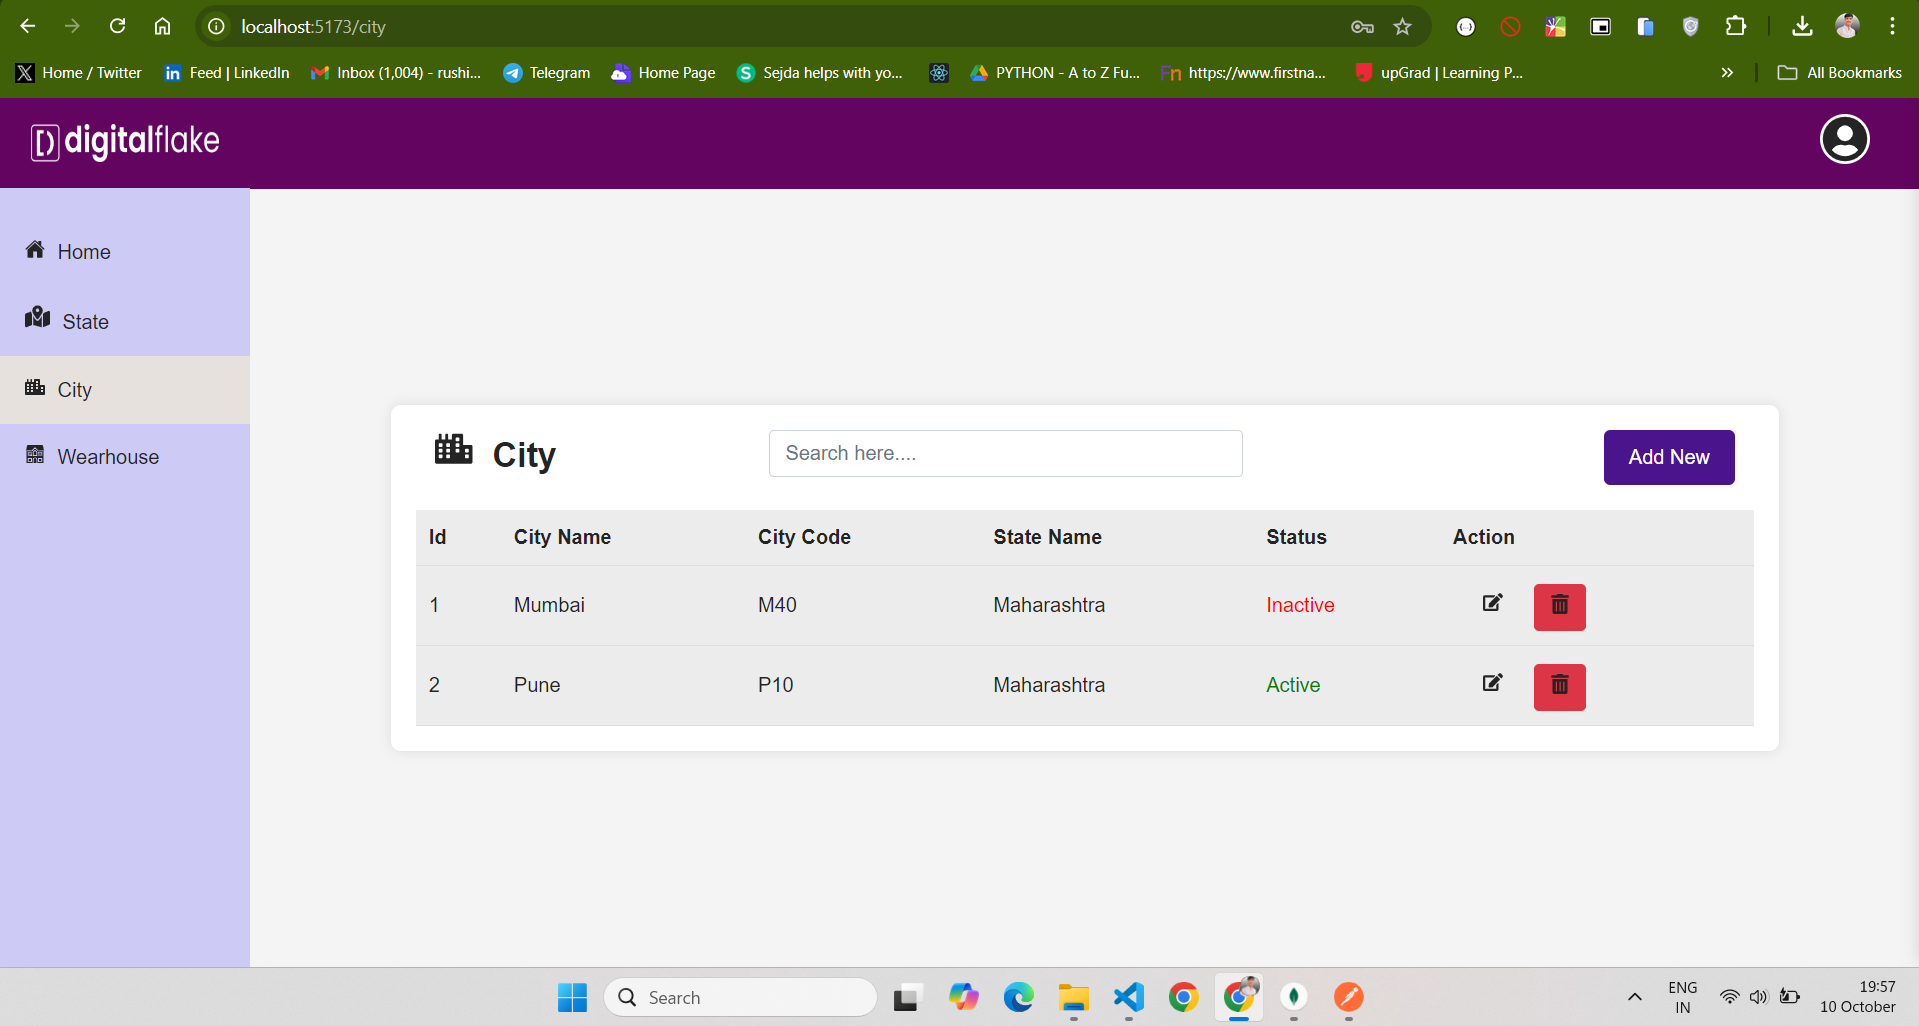 localhost:5173/city
Home / Twitter
Feed | LinkedIn
Inbox (1,004) - rushi...
Telegram
Home Page
Sejda helps with yo...
PYTHON - A to Z Fu...
Fn https://www.firstna...
upGrad | Learning P...
All Bookmarks
digitalflake
Home
State
City
Wearhouse
City
Search here....
Add New
Id City Name City Code State Name Status Action
1 Mumbai M40 Maharashtra Inactive
2 Pune P10 Maharashtra Active
Search
ENG
IN
19:57
10 October